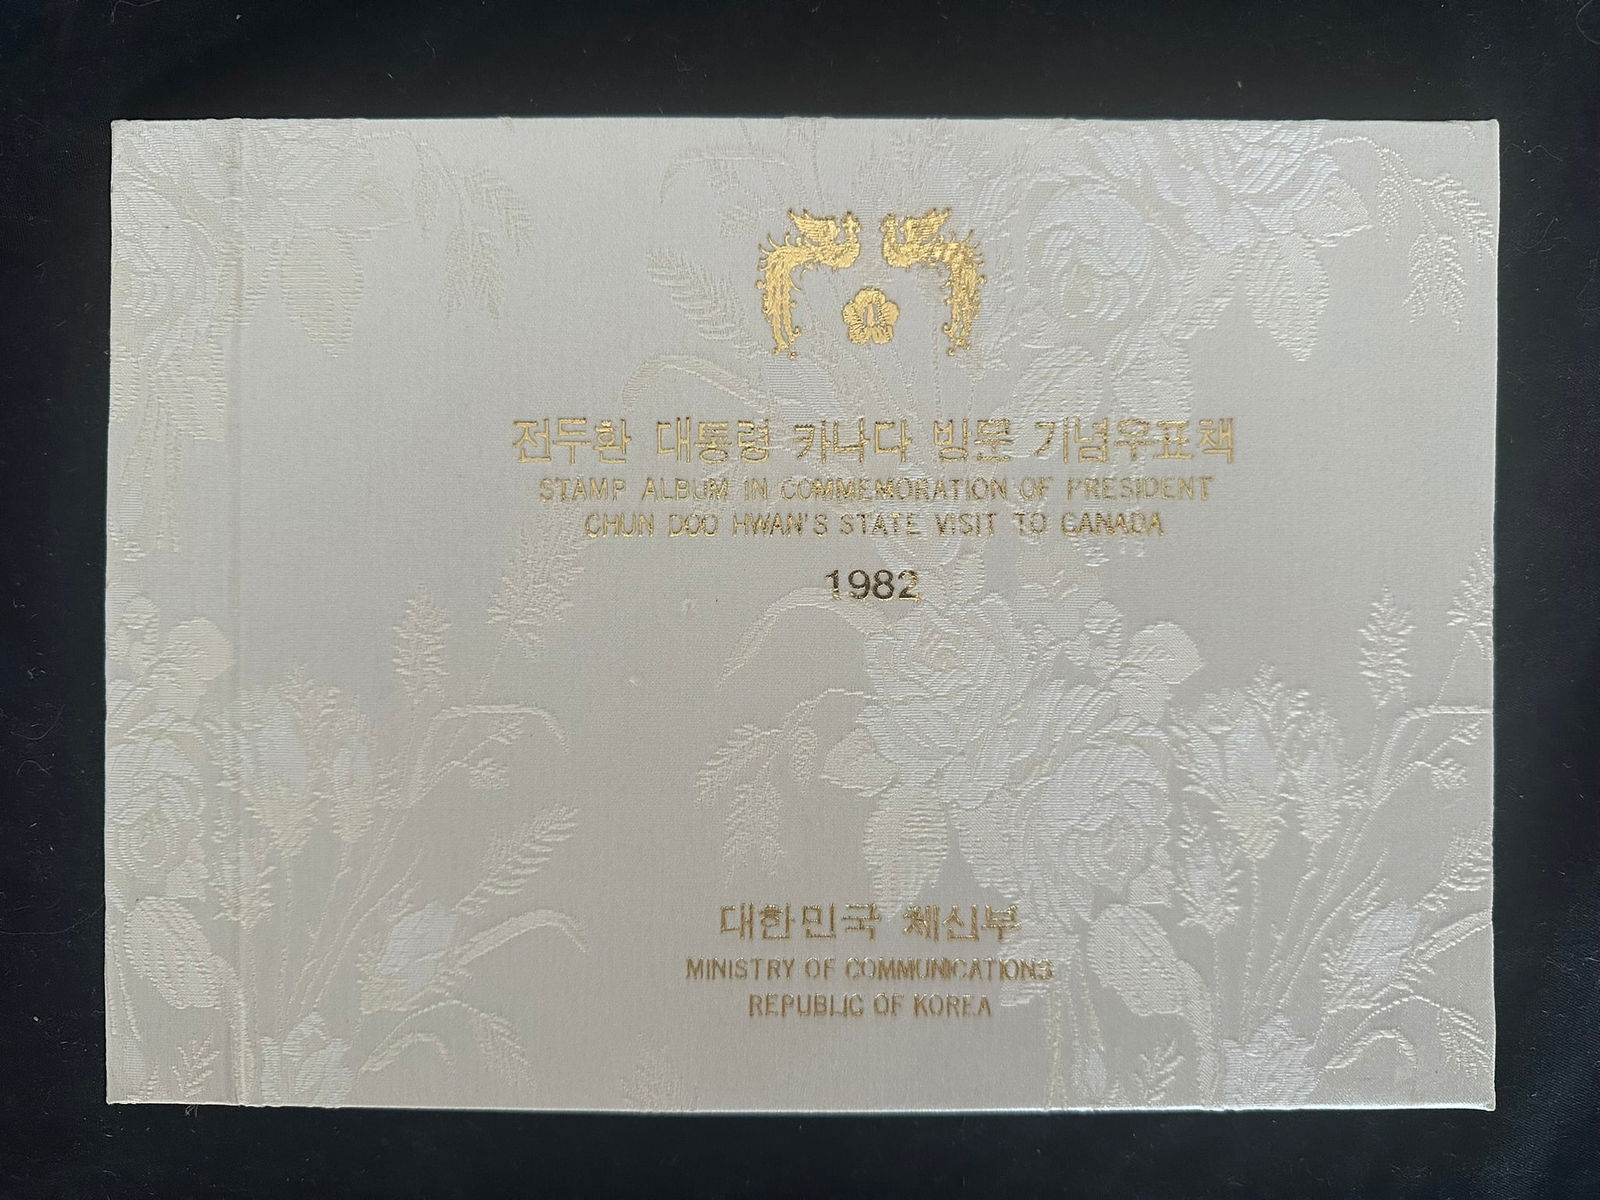 전두환 대통령 카나다 방문 기념우표책
STAMP ALBUM IN COMMEMORATION OF PRESIDENT
CHUN DOO HWAN'S STATE VISIT TO CANADA
1982
대한민국 체신부
MINISTRY OF COMMUNICATIONS
REPUBLIC OF KOREA